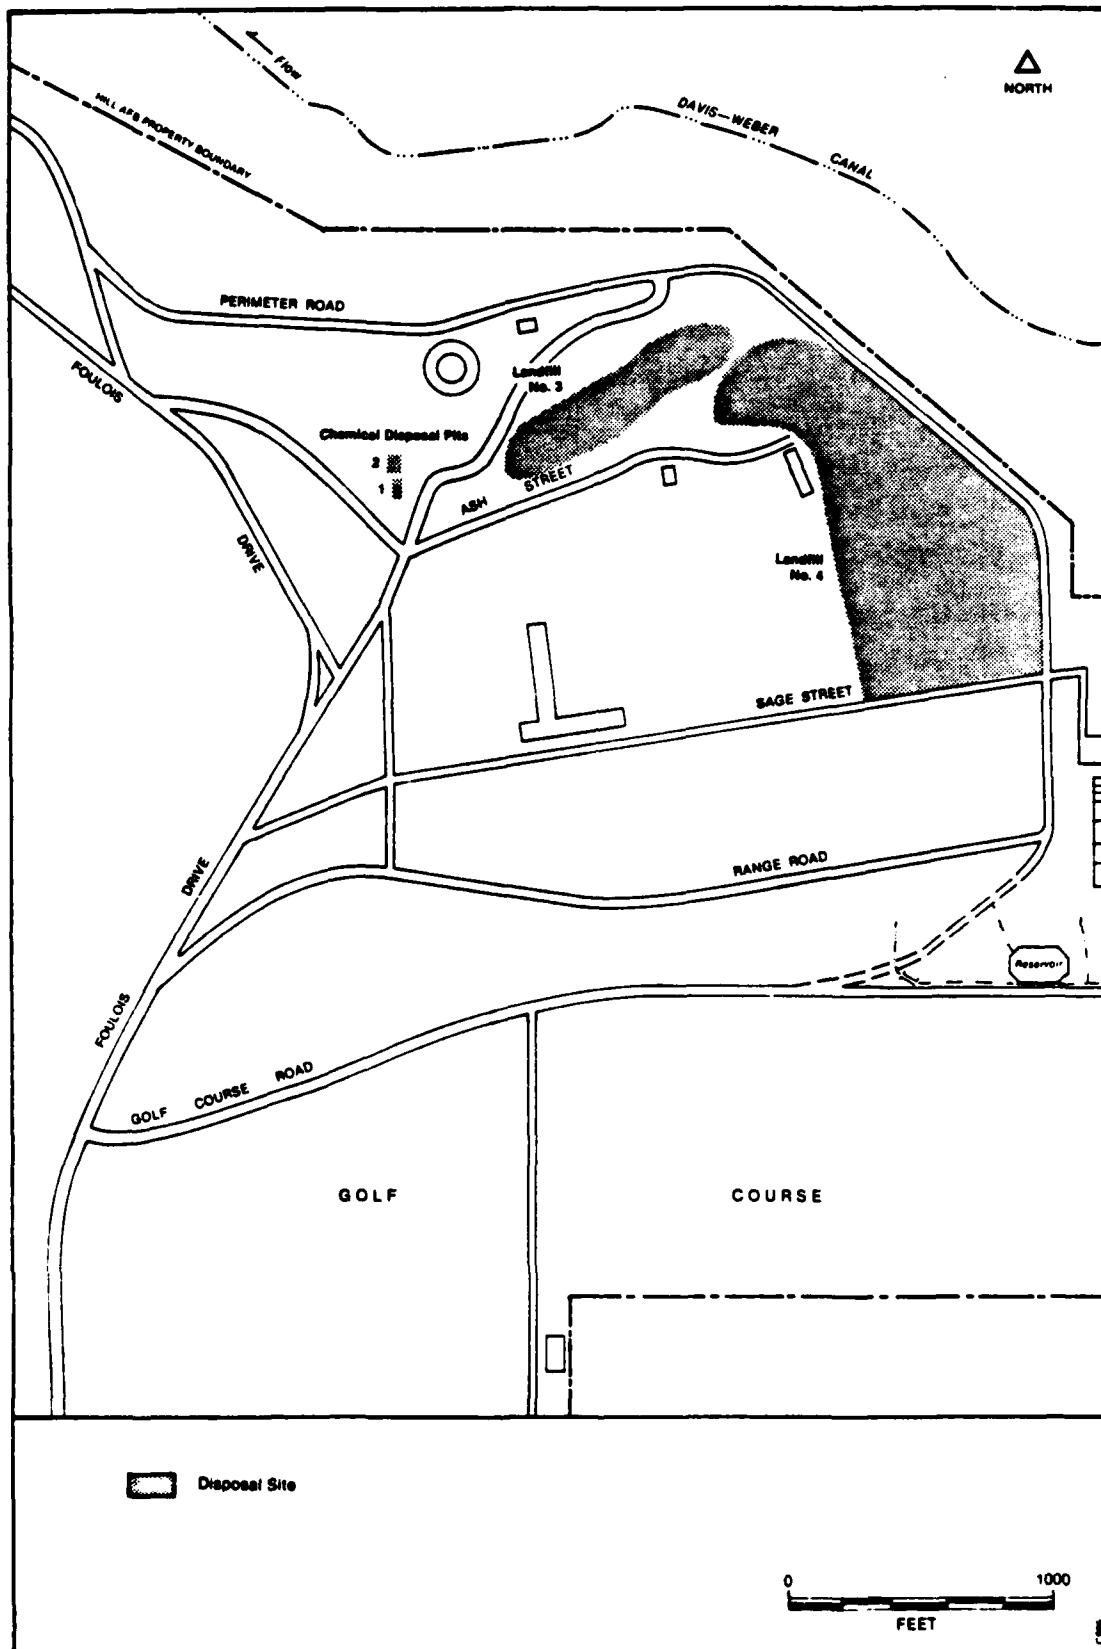 Flow
NORTH
DAVIS—WEBER
CANAL
HILL AFB PROPERTY BOUNDARY
PERIMETER ROAD
FOULOIS
Landfill
No. 3
Chemical Disposal Pits
2
1
ASH STREET
DRIVE
Landfill
No. 4
SAGE STREET
RANGE ROAD
DRIVE
Reservoir
FOULOIS
GOLF COURSE ROAD
GOLF COURSE
Disposal Site
0 1000
FEET